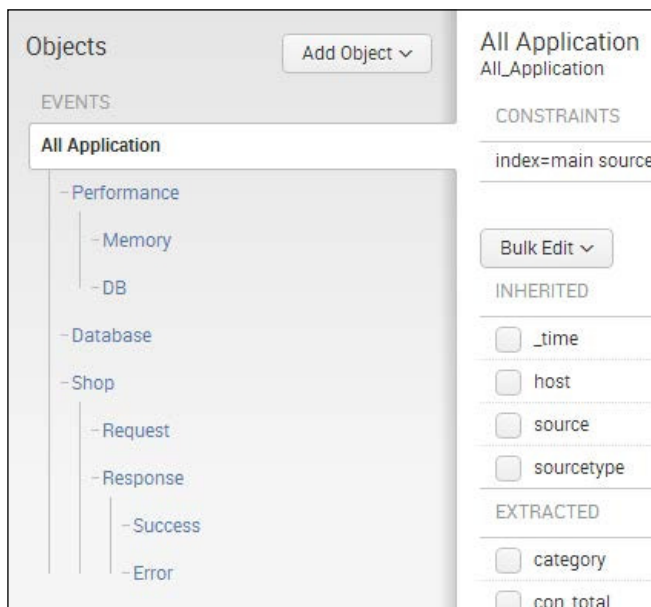 Objects
Add Object
EVENTS
All Application
Performance
Memory
DB
Database
Shop
Request
Response
Success
Error
All Application
All_Application
CONSTRAINTS
index=main source
Bulk Edit
INHERITED
_time
host
source
sourcetype
EXTRACTED
category
con_total